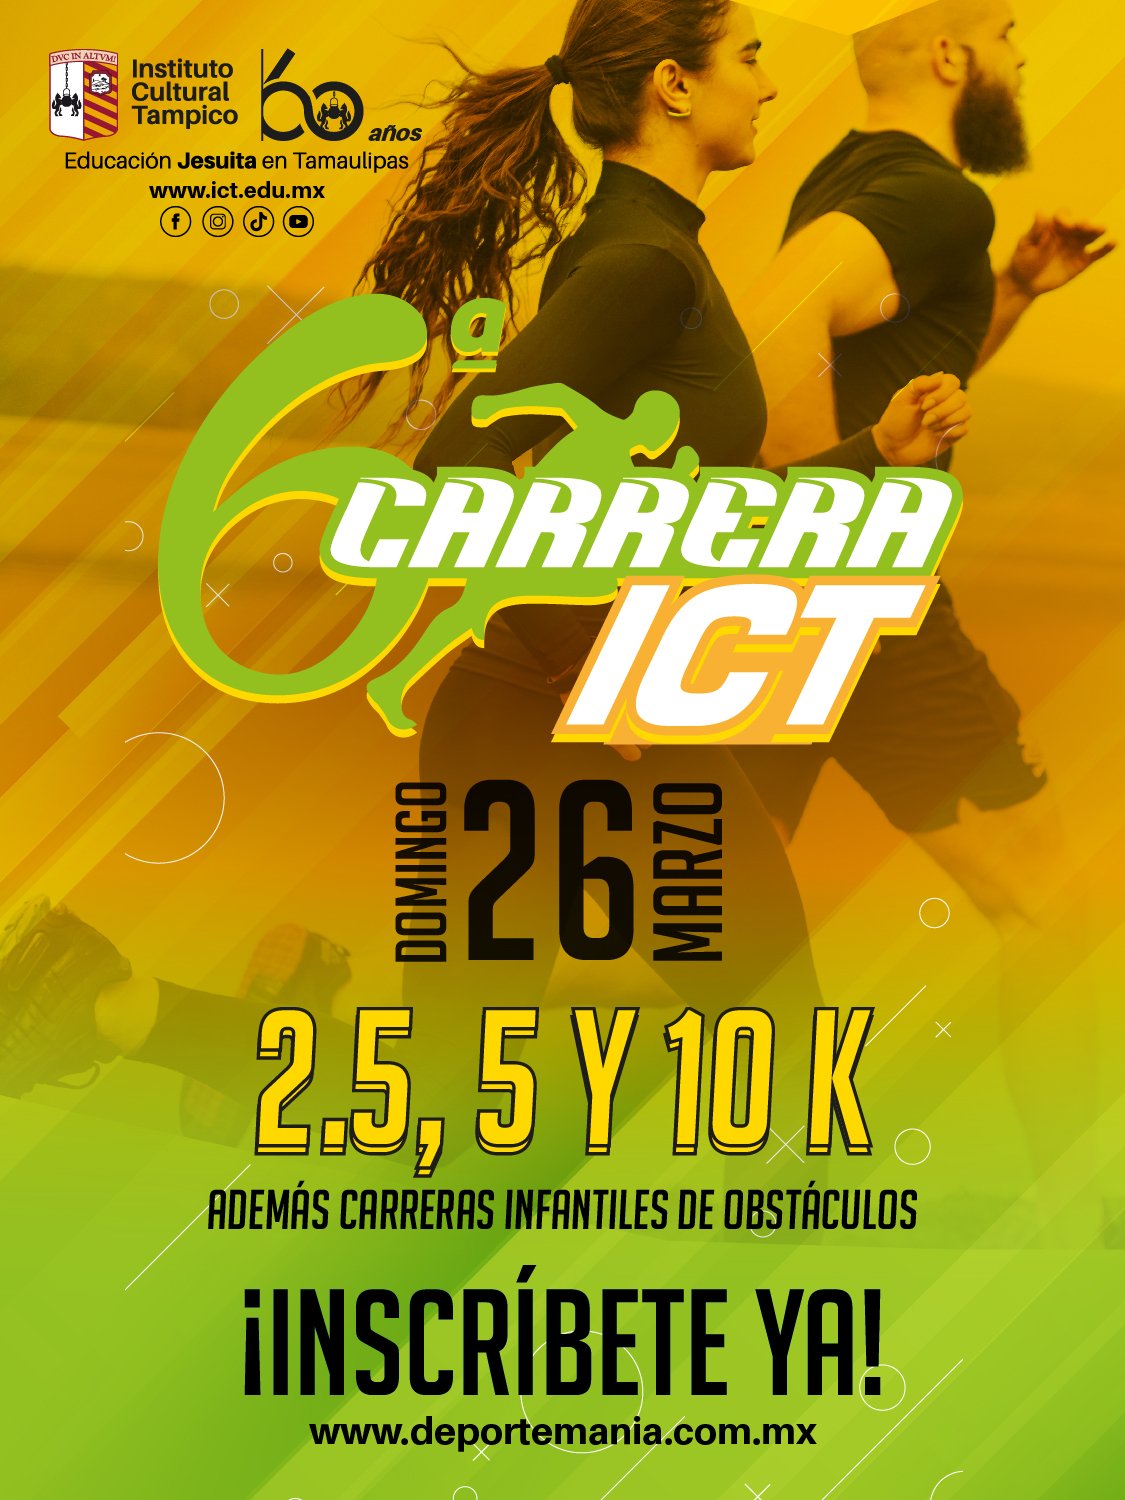 DVC IN ALTVM!
Instituto
Cultural
Tampico
60 años
Educación Jesuita en Tamaulipas
www.ict.edu.mx
6ª
CARRERA
ICT
DOMINGO 26 MARZO
2.5, 5 Y 10 K
ADEMÁS CARRERAS INFANTILES DE OBSTÁCULOS
¡INSCRÍBETE YA!
www.deportemania.com.mx